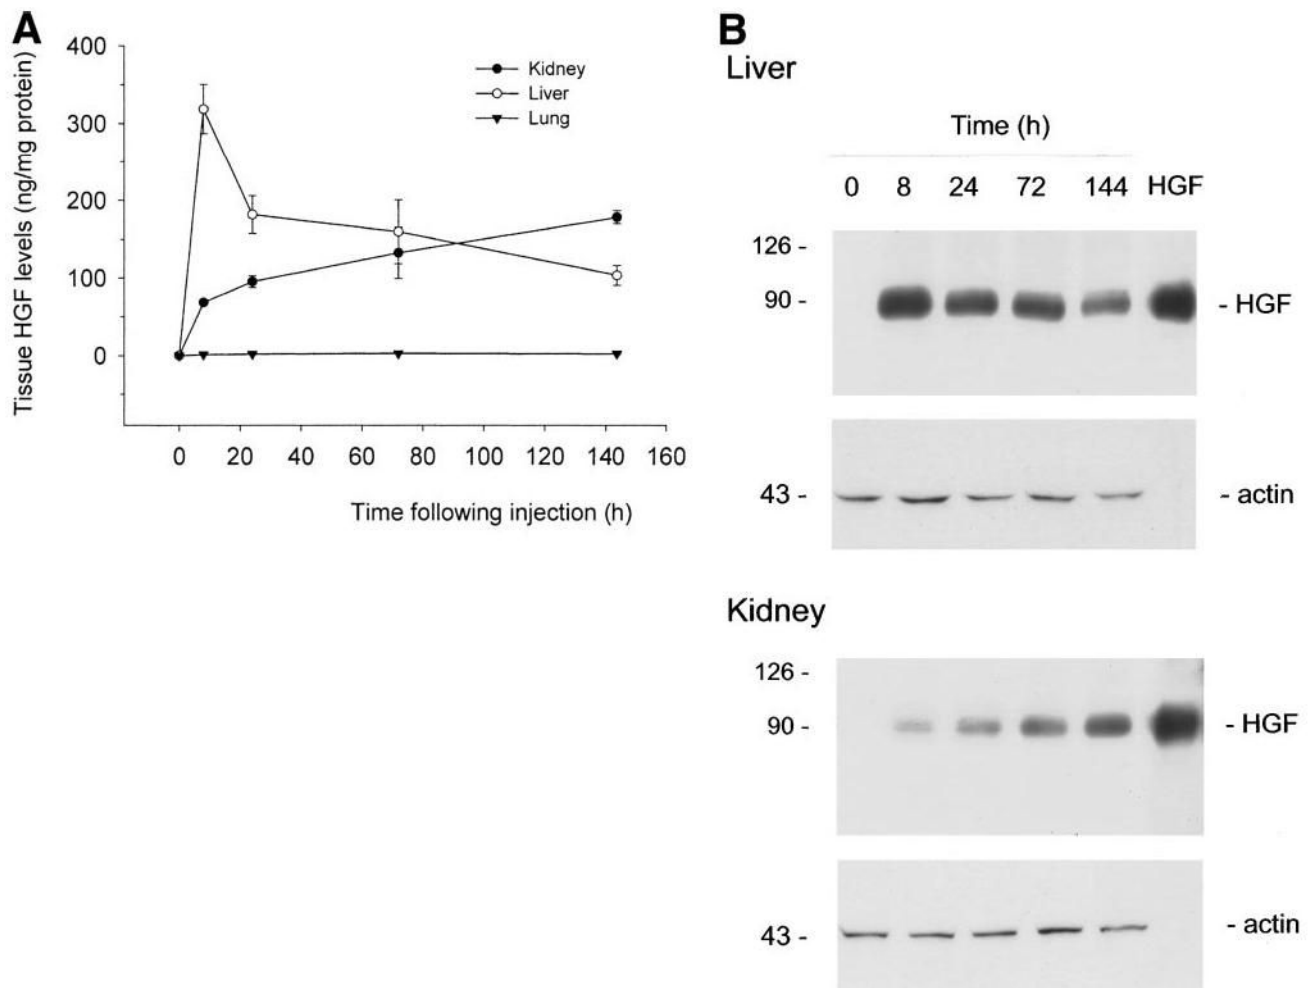 A
Tissue HGF levels (ng/mg protein)
400
300
200
100
0
Kidney
Liver
Lung
0 20 40 60 80 100 120 140 160
Time following injection (h)
B
Liver
Time (h)
0 8 24 72 144 HGF
126 -
90 - - HGF
43 - - actin
Kidney
126 -
90 - - HGF
43 - - actin